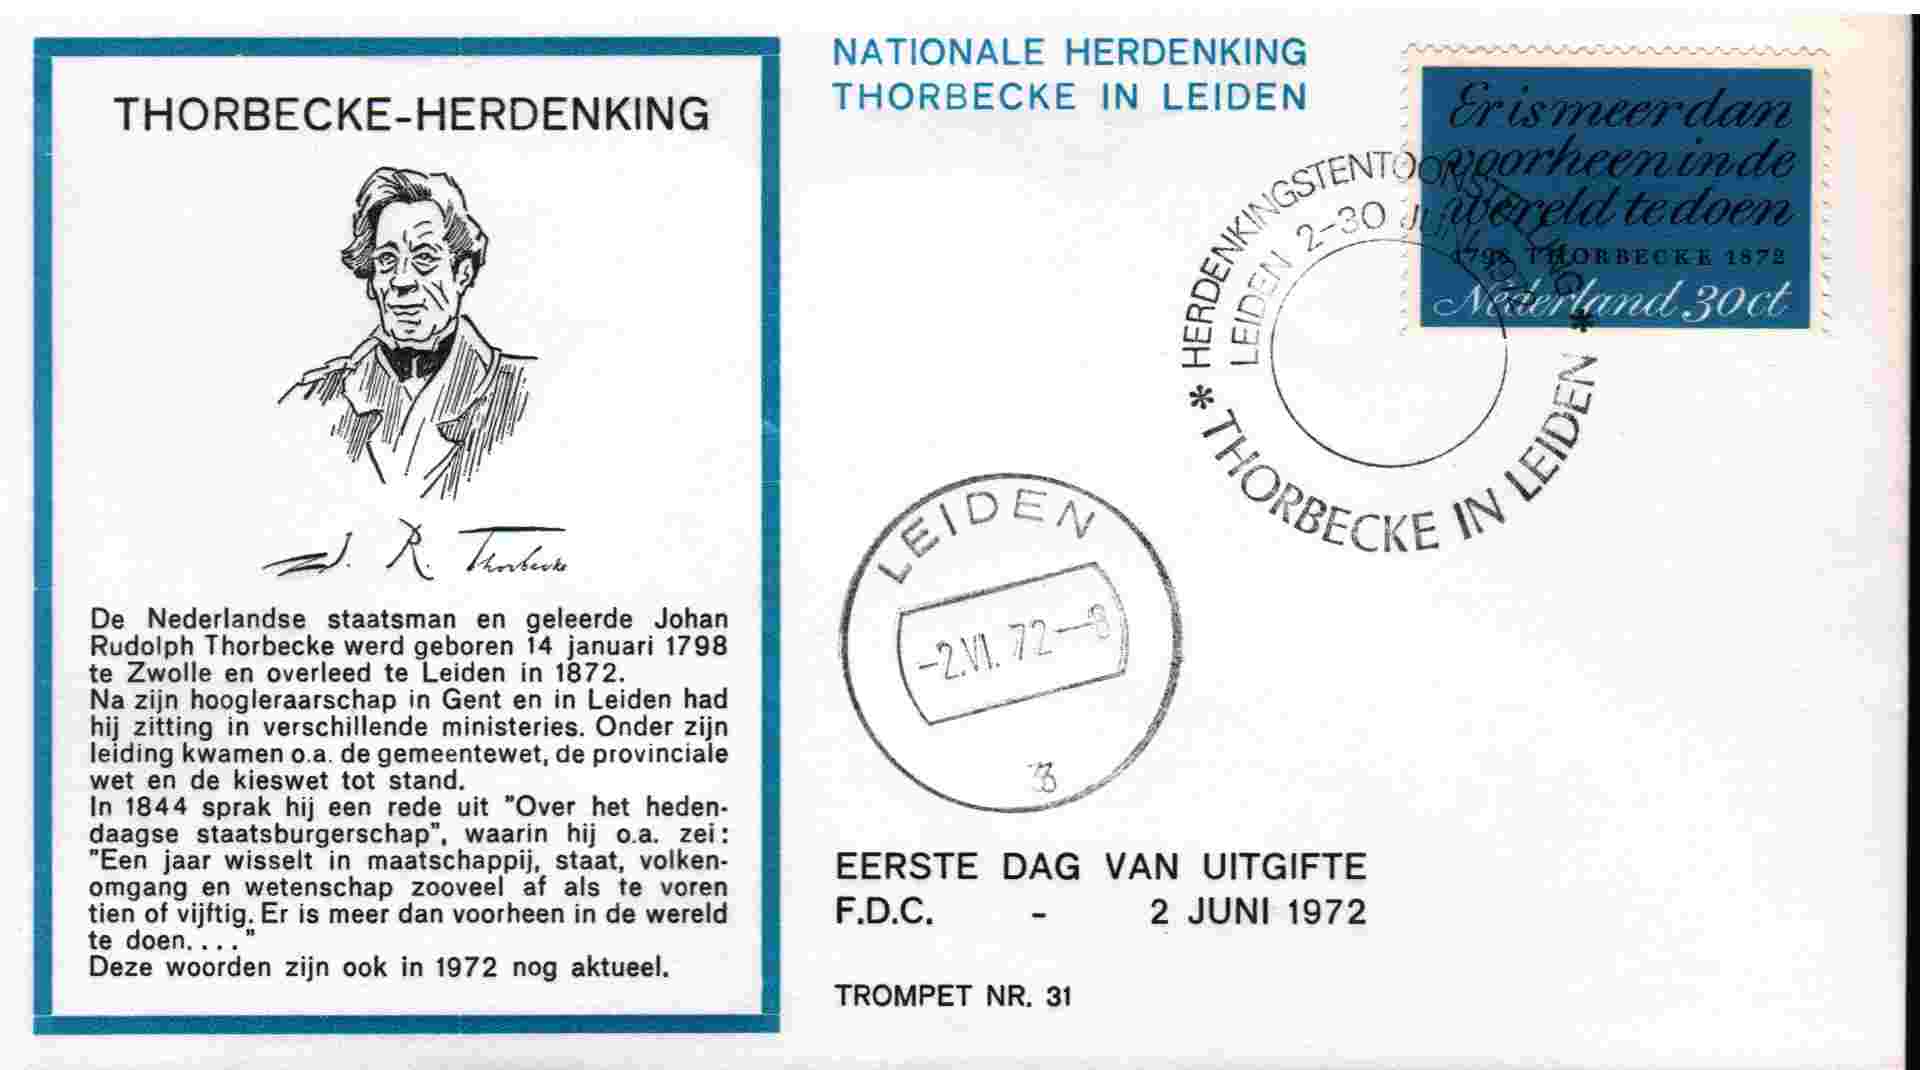 THORBECKE-HERDENKING
J. R. Thorbecke
De Nederlandse staatsman en geleerde Johan
Rudolph Thorbecke werd geboren 14 januari 1798
te Zwolle en overleed te Leiden in 1872.
Na zijn hoogleraarschap in Gent en in Leiden had
hij zitting in verschillende ministeries. Onder zijn
leiding kwamen o.a. de gemeentewet, de provinciale
wet en de kieswet tot stand.
In 1844 sprak hij een rede uit "Over het heden-
daagse staatsburgerschap", waarin hij o.a. zei:
"Een jaar wisselt in maatschappij, staat, volken-
omgang en wetenschap zooveel af als te voren
tien of vijftig. Er is meer dan voorheen in de wereld
te doen...."
Deze woorden zijn ook in 1972 nog aktueel.
NATIONALE HERDENKING
THORBECKE IN LEIDEN
Er is meer dan
voorheen in de
wereld te doen
1798 THORBECKE 1872
Nederland 30 ct
* HERDENKINGSTENTOONSTELLING *
LEIDEN 2-30 JUNI 1972
THORBECKE IN LEIDEN
LEIDEN
-2.VI.72-8
3
EERSTE DAG VAN UITGIFTE
F.D.C. - 2 JUNI 1972
TROMPET NR. 31